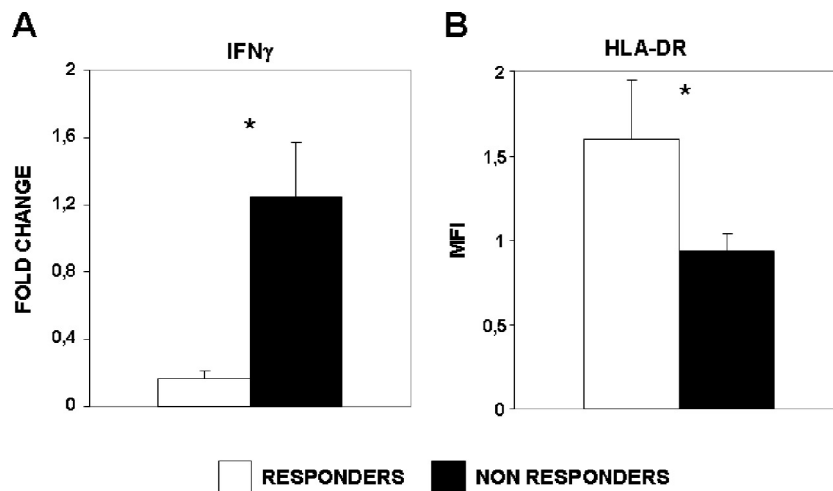 A
IFNγ
FOLD CHANGE
2
1,6
1,2
0,8
0,4
0
*
B
HLA-DR
MFI
2
1,5
1
0,5
0
*
RESPONDERS
NON RESPONDERS